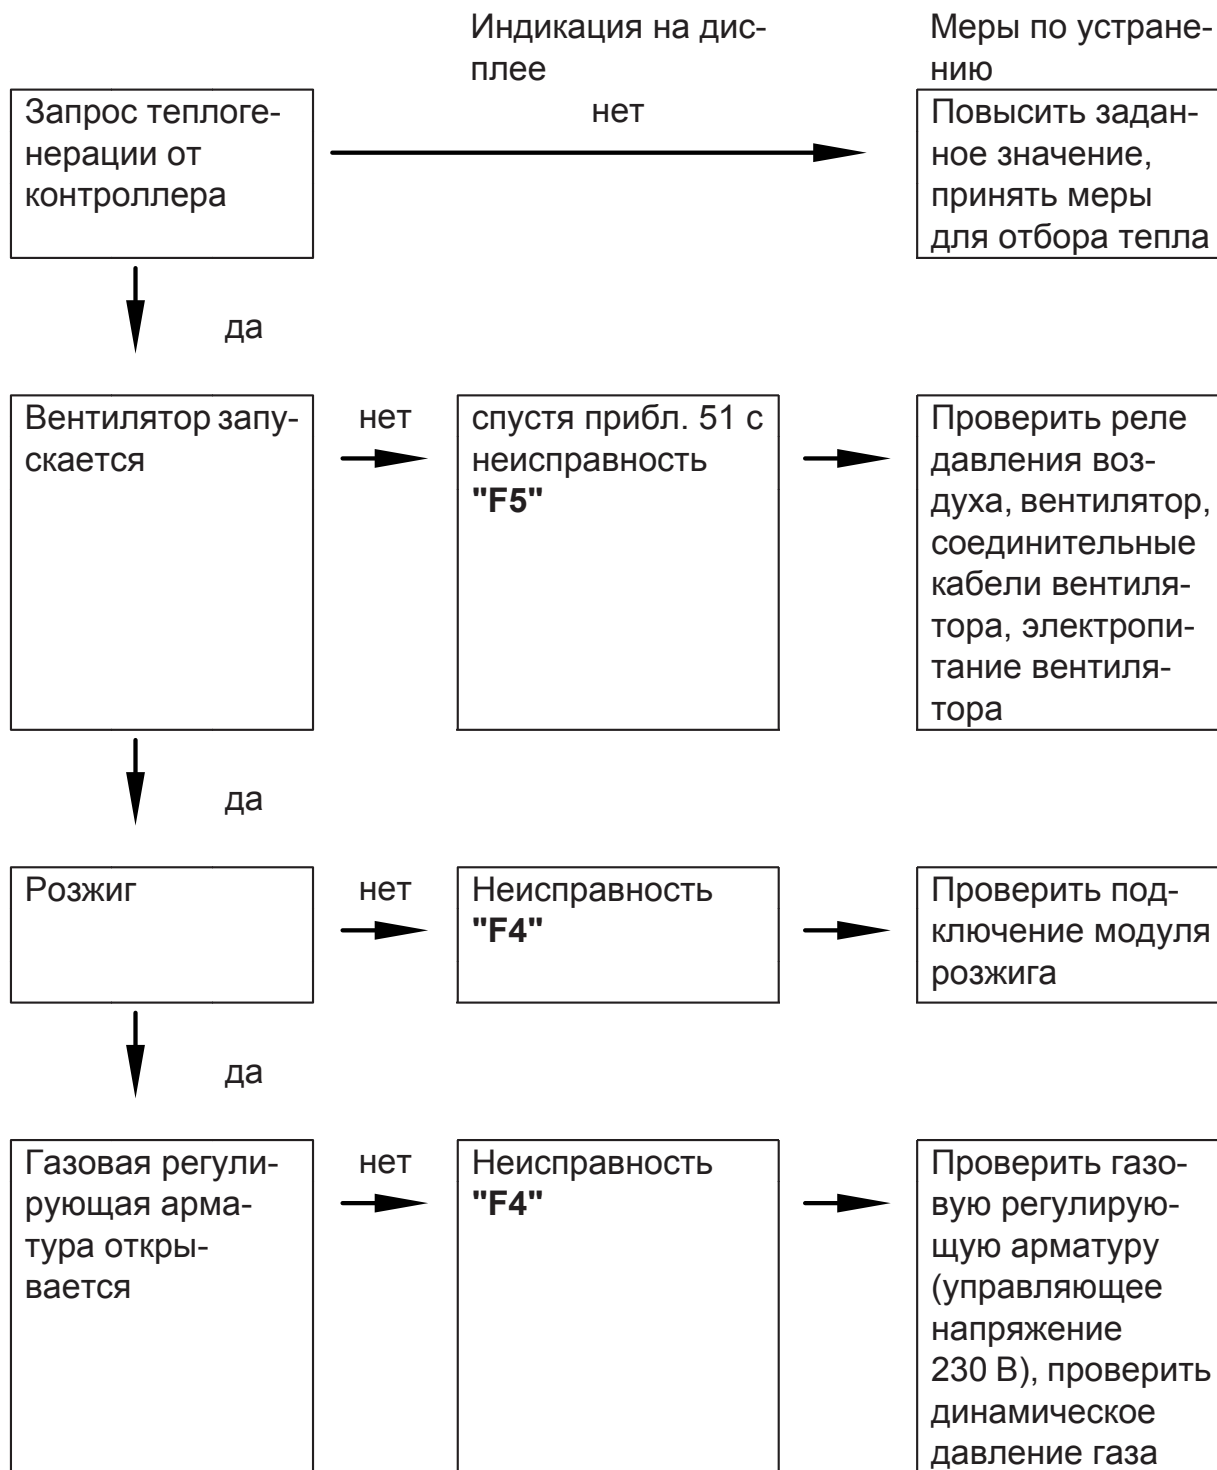 Индикация на дис-
плее
Меры по устране-
нию
Запрос теплоге-
нерации от
контроллера
нет
Повысить задан-
ное значение,
принять меры
для отбора тепла
да
Вентилятор запу-
скается
нет
спустя прибл. 51 с
неисправность
"F5"
Проверить реле
давления воз-
духа, вентилятор,
соединительные
кабели вентиля-
тора, электропи-
тание вентиля-
тора
да
Розжиг
нет
Неисправность
"F4"
Проверить под-
ключение модуля
розжига
да
Газовая регули-
рующая арма-
тура откры-
вается
нет
Неисправность
"F4"
Проверить газо-
вую регулирую-
щую арматуру
(управляющее
напряжение
230 В), проверить
динамическое
давление газа